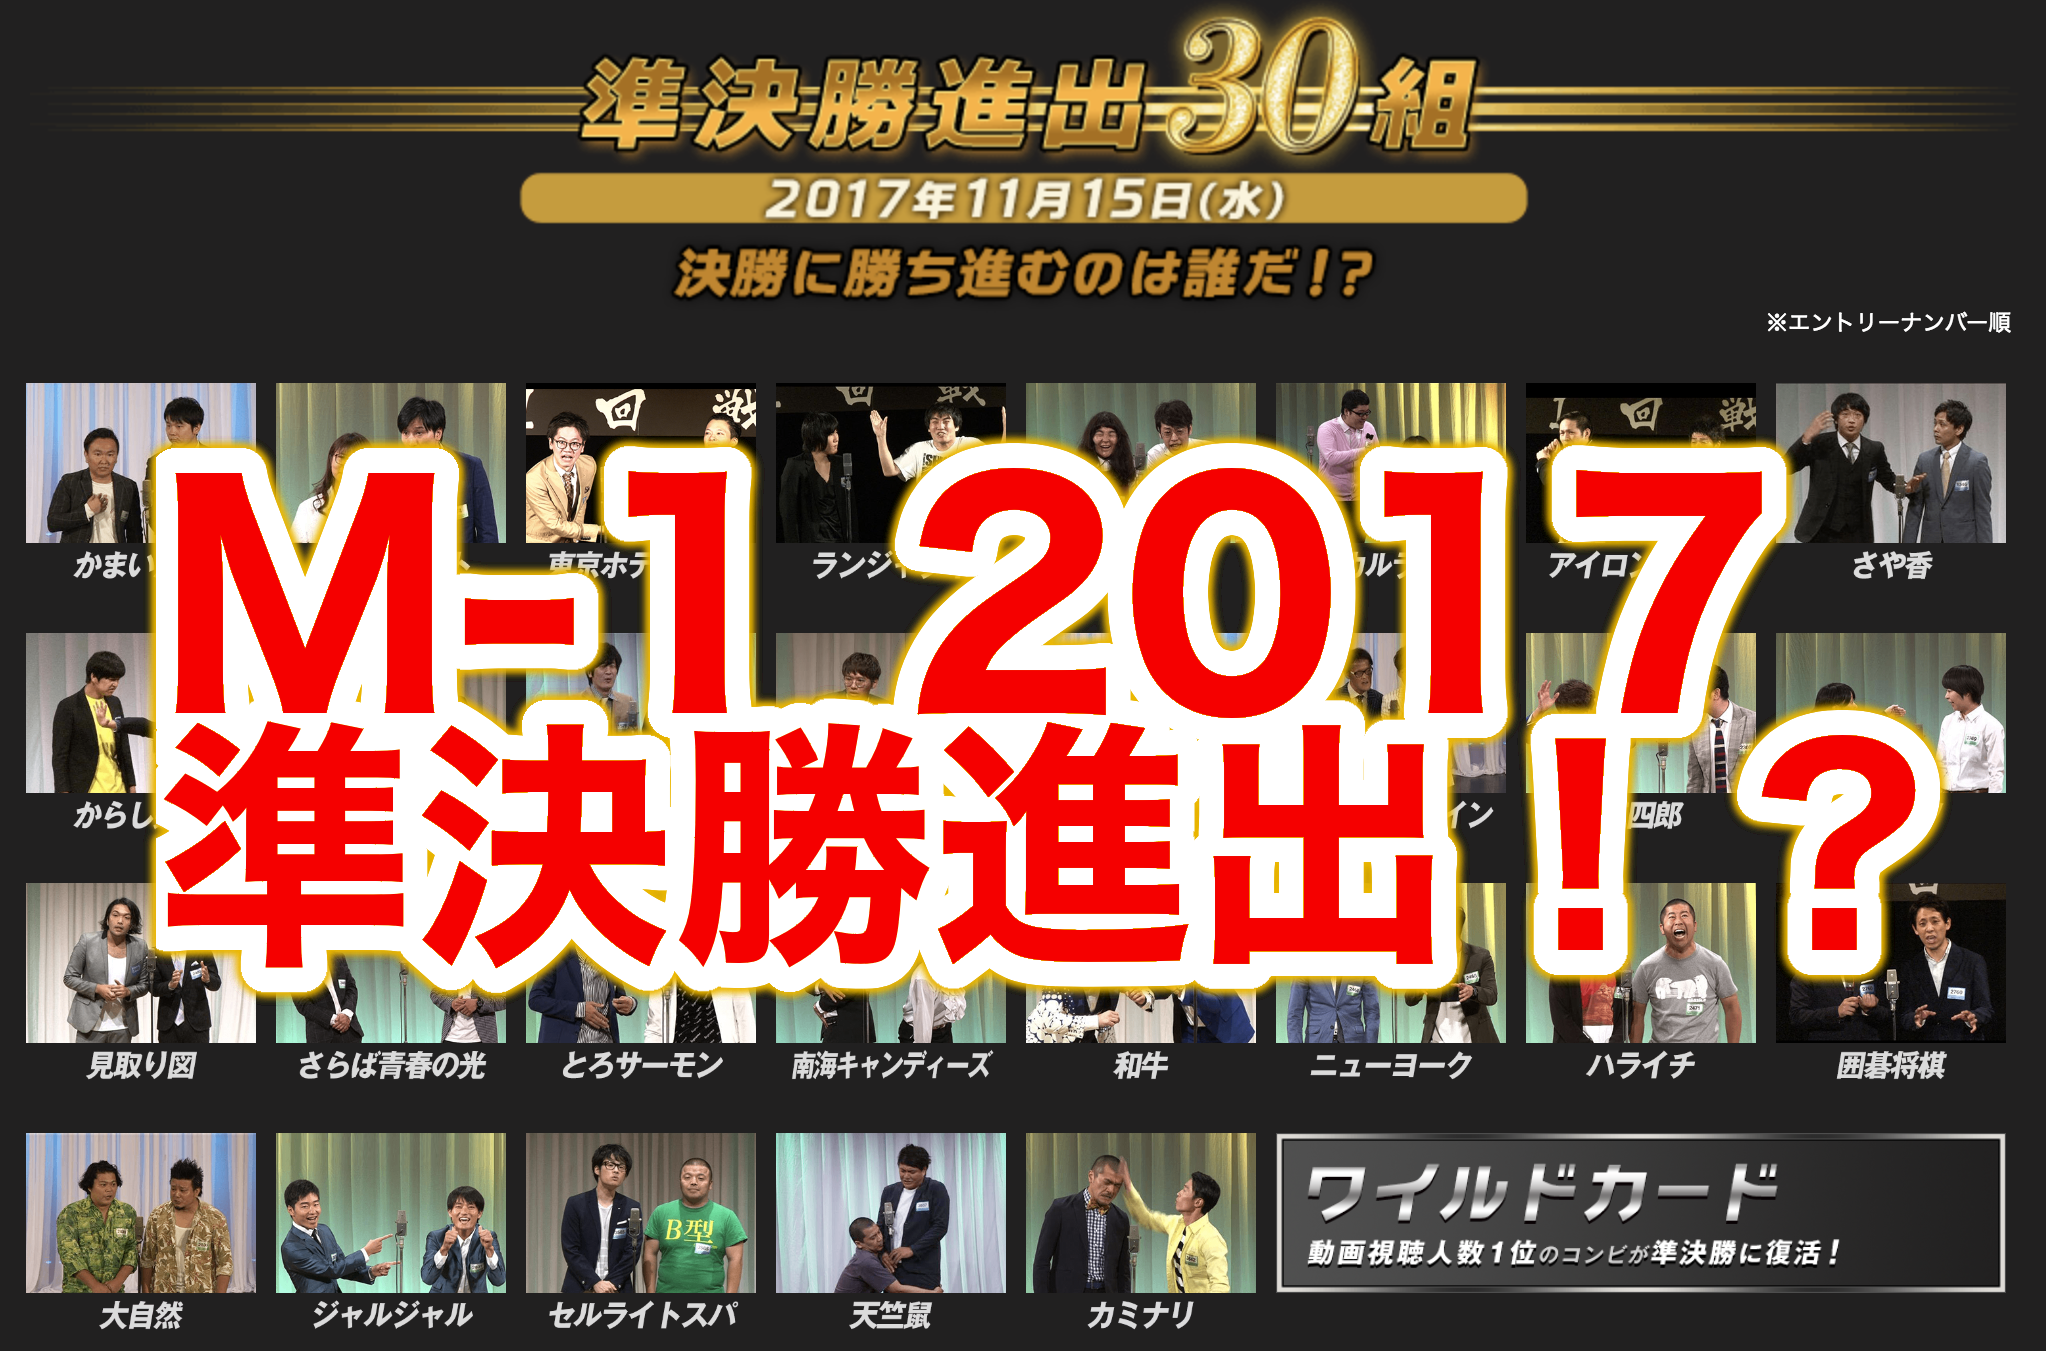 準決勝進出30組
2017年11月15日(水)
決勝に勝ち進むのは誰だ!?
※エントリーナンバー順
M-1 2017
準決勝進出!?
さや香
四郎
見取り図
さらば青春の光
とろサーモン
南海キャンディーズ
和牛
ニューヨーク
ハライチ
囲碁将棋
大自然
ジャルジャル
セルライトスパ
天竺鼠
カミナリ
B型
ワイルドカード
動画視聴人数1位のコンビが準決勝に復活!